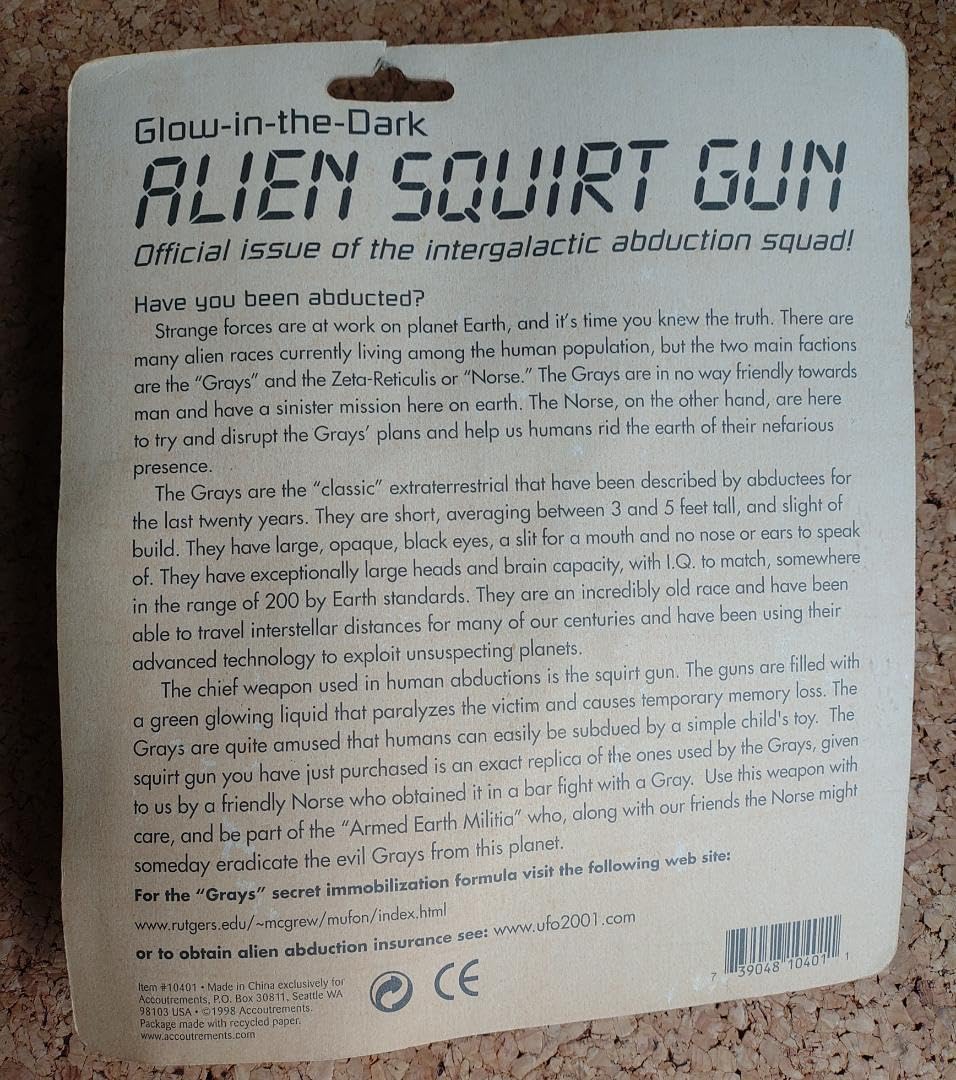 Glow-in-the-Dark
ALIEN SQUIRT GUN
Official issue of the intergalactic abduction squad!
Have you been abducted?
Strange forces are at work on planet Earth, and it's time you knew the truth. There are
many alien races currently living among the human population, but the two main factions
are the "Grays" and the Zeta-Reticulis or "Norse." The Grays are in no way friendly towards
man and have a sinister mission here on earth. The Norse, on the other hand, are here
to try and disrupt the Grays' plans and help us humans rid the earth of their nefarious
presence.
The Grays are the "classic" extraterrestrial that have been described by abductees for
the last twenty years. They are short, averaging between 3 and 5 feet tall, and slight of
build. They have large, opaque, black eyes, a slit for a mouth and no nose or ears to speak
of. They have exceptionally large heads and brain capacity, with I.Q. to match, somewhere
in the range of 200 by Earth standards. They are an incredibly old race and have been
able to travel interstellar distances for many of our centuries and have been using their
advanced technology to exploit unsuspecting planets.
The chief weapon used in human abductions is the squirt gun. The guns are filled with
a green glowing liquid that paralyzes the victim and causes temporary memory loss. The
Grays are quite amused that humans can easily be subdued by a simple child's toy. The
squirt gun you have just purchased is an exact replica of the ones used by the Grays, given
to us by a friendly Norse who obtained it in a bar fight with a Gray. Use this weapon with
care, and be part of the "Armed Earth Militia" who, along with our friends the Norse might
someday eradicate the evil Grays from this planet.
For the "Grays" secret immobilization formula visit the following web site:
www.rutgers.edu/~mcgrew/mufon/index.html
or to obtain alien abduction insurance see: www.ufo2001.com
Item #10401 • Made in China exclusively for
Accoutrements, P.O. Box 30811, Seattle WA
98103 USA • ©1998 Accoutrements.
Package made with recycled paper.
www.accoutrements.com
CE
7 39048 10401 1